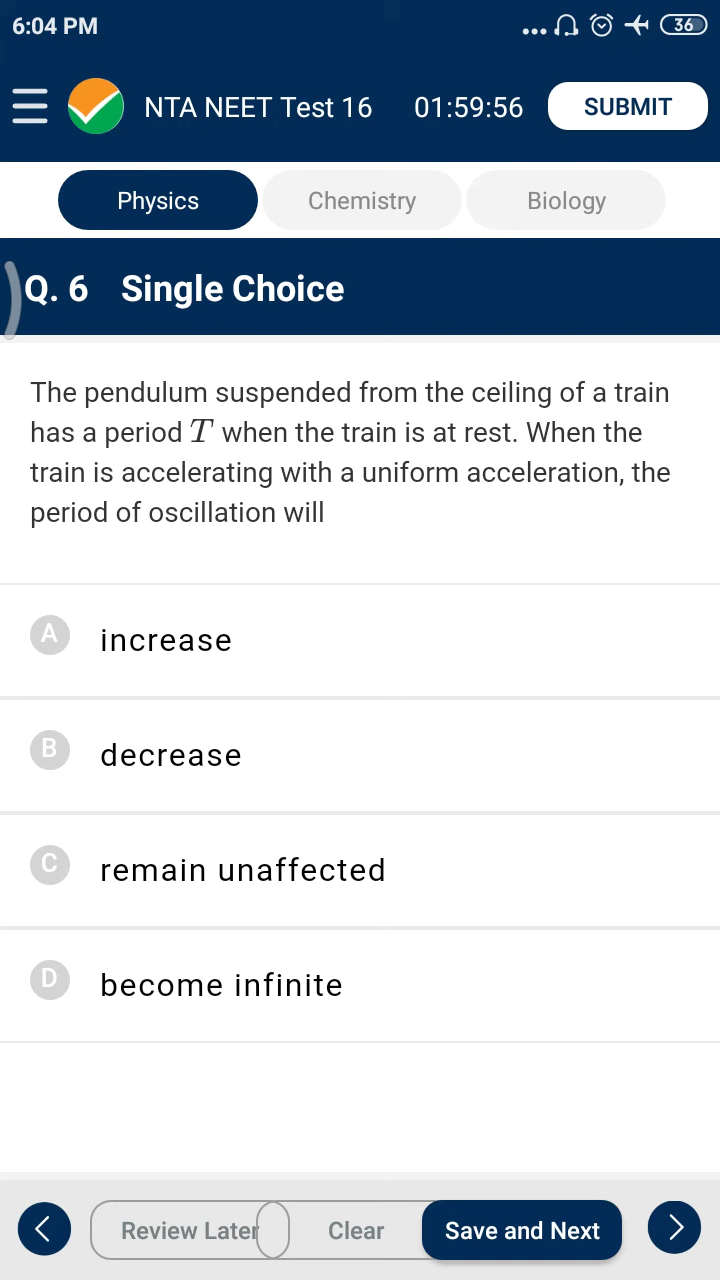 6:04 PM
36
NTA NEET Test 16
01:59:56
SUBMIT
Physics
Chemistry
Biology
Q. 6 Single Choice
The pendulum suspended from the ceiling of a train
has a period T when the train is at rest. When the
train is accelerating with a uniform acceleration, the
period of oscillation will
A increase
B decrease
C remain unaffected
D become infinite
Review Later
Clear
Save and Next